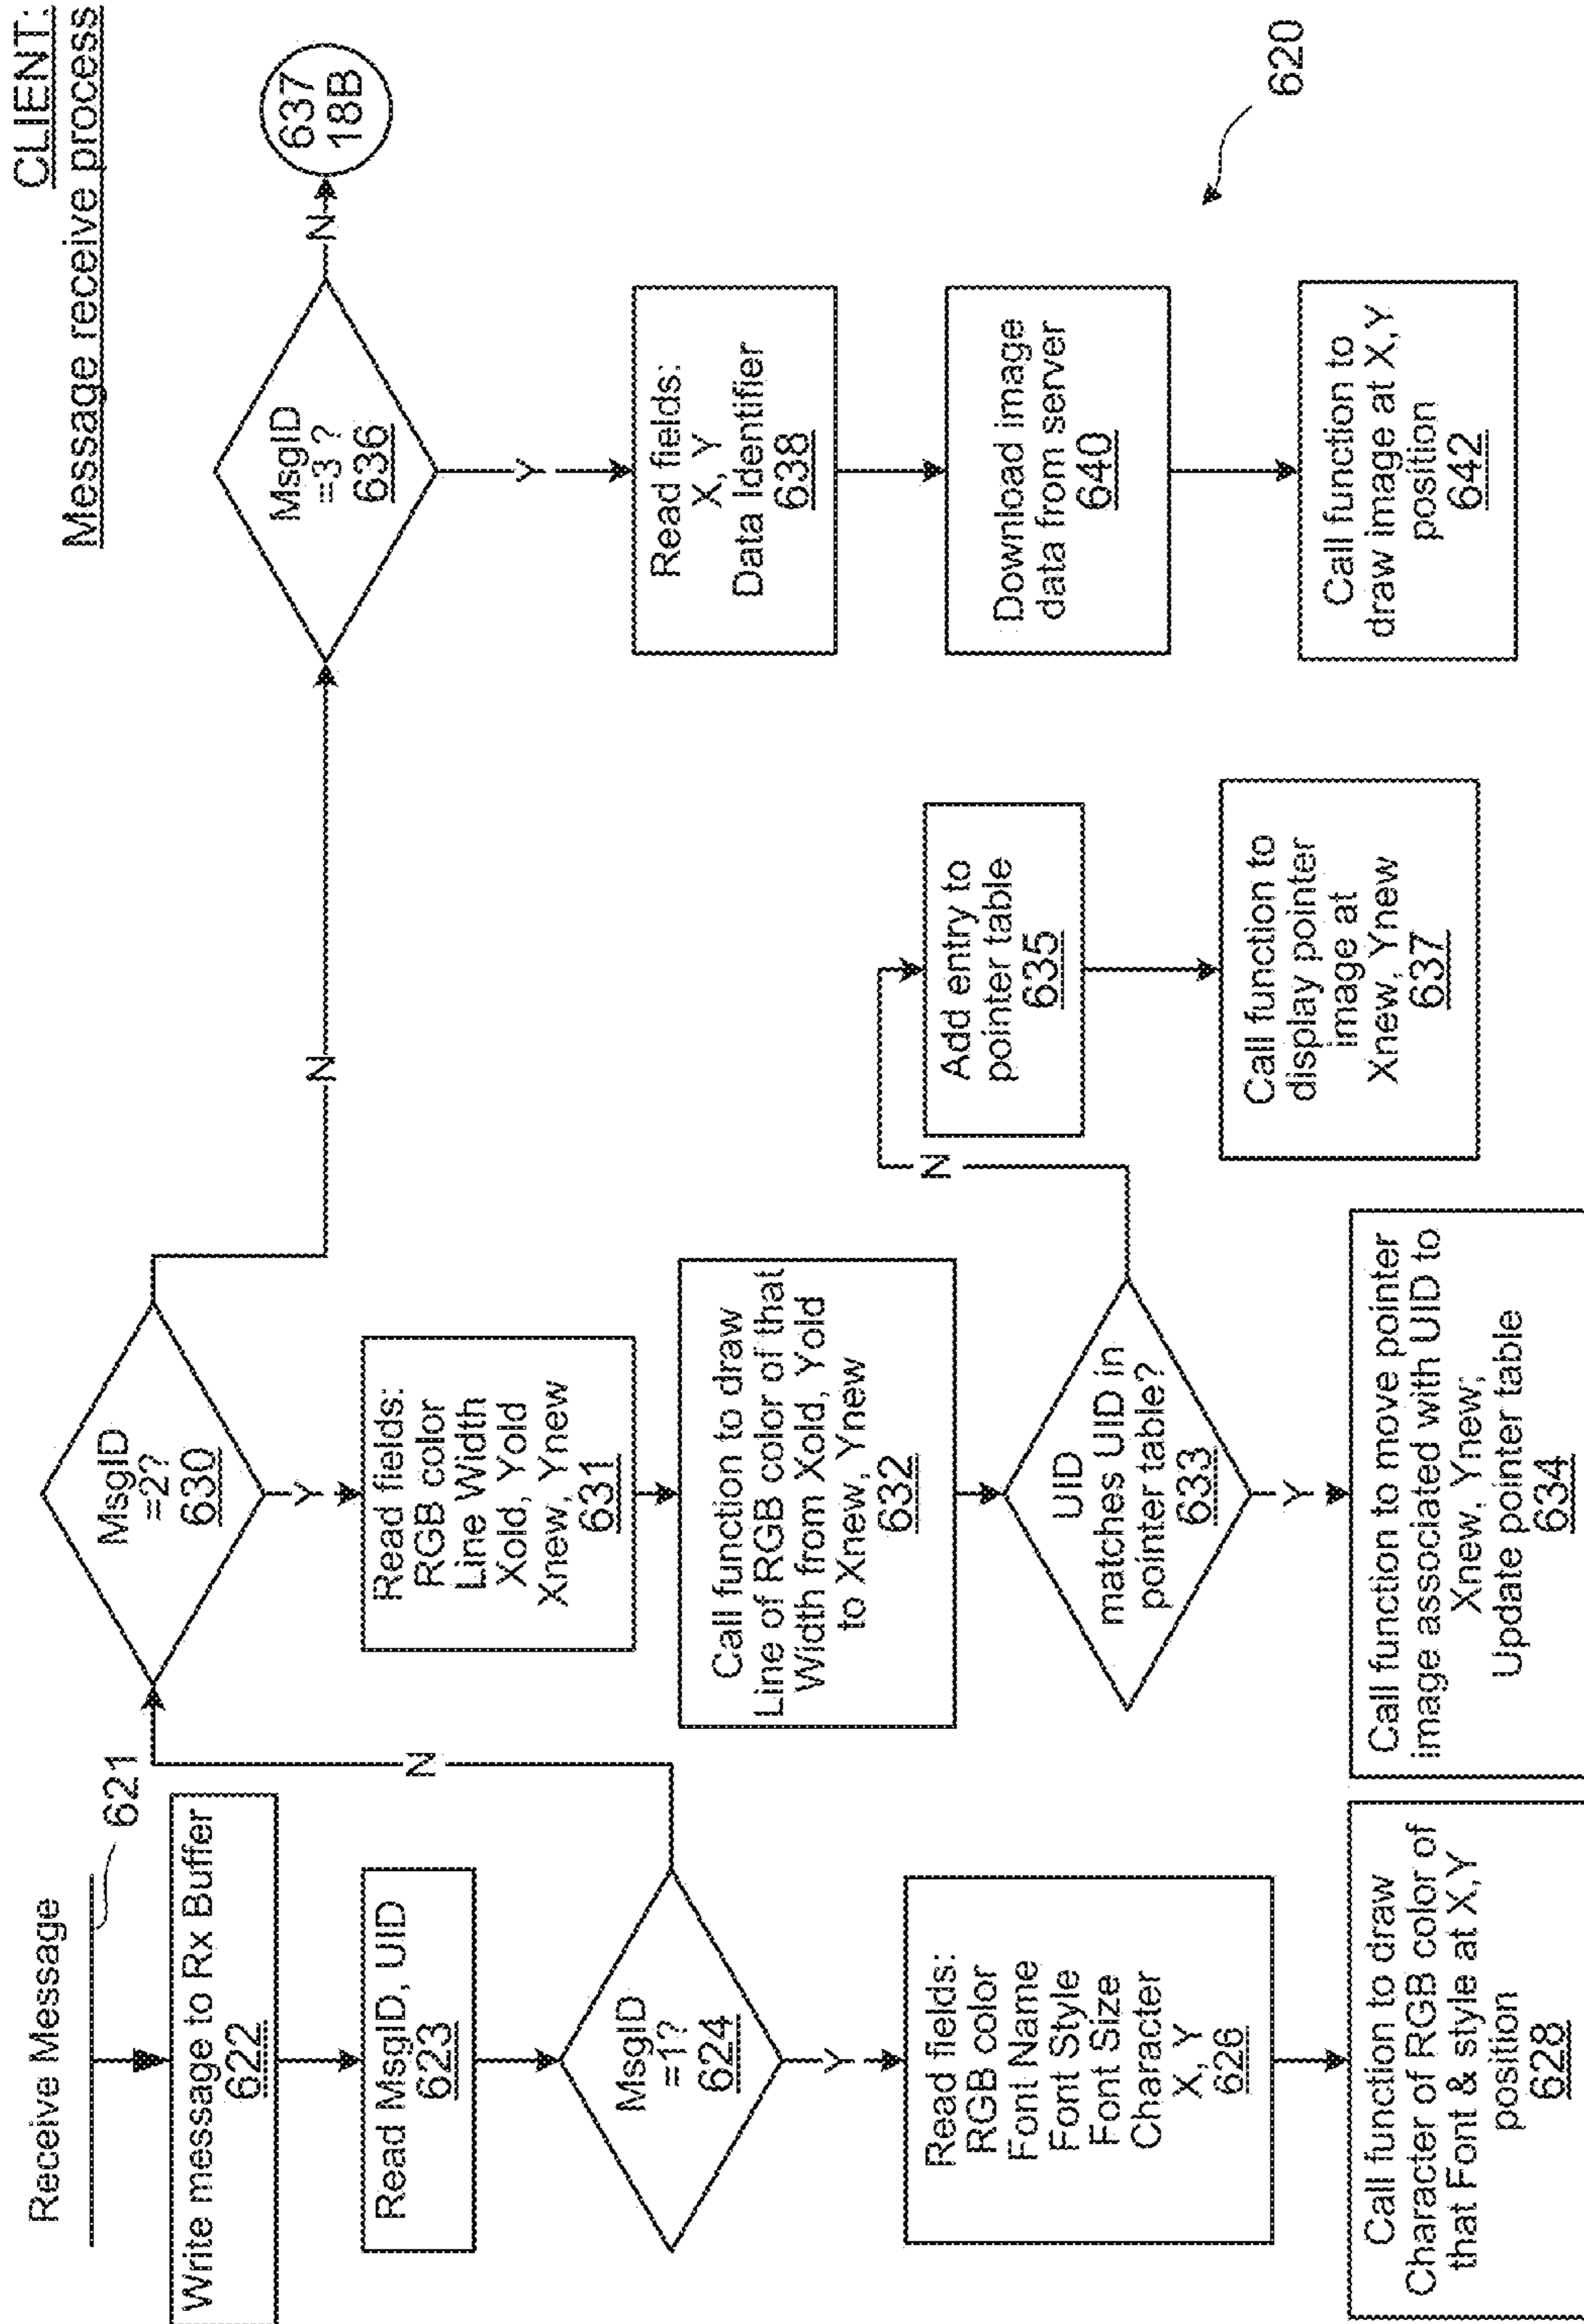 CLIENT:
Message receive process
Receive Message
621
Write message to Rx Buffer
622
Read MsgID, UID
623
MsgID
=1?
624
N
Y
Read fields:
RGB color
Font Name
Font Style
Font Size
Character
X, Y
626
Call function to draw
Character of RGB color of
that Font & style at X,Y
position
628
MsgID
=2?
630
N
Y
Read fields:
RGB color
Line Width
Xold, Yold
Xnew, Ynew
631
Call function to draw
Line of RGB color of that
Width from Xold, Yold
to Xnew, Ynew
632
UID
matches UID in
pointer table?
633
N
Y
Call function to move pointer
image associated with UID to
Xnew, Ynew;
Update pointer table
634
Add entry to
pointer table
635
Call function to
display pointer
image at
Xnew, Ynew
637
MsgID
=3?
636
N
637
18B
Y
Read fields:
X, Y
Data Identifier
638
Download image
data from server
640
Call function to
draw image at X,Y
position
642
620